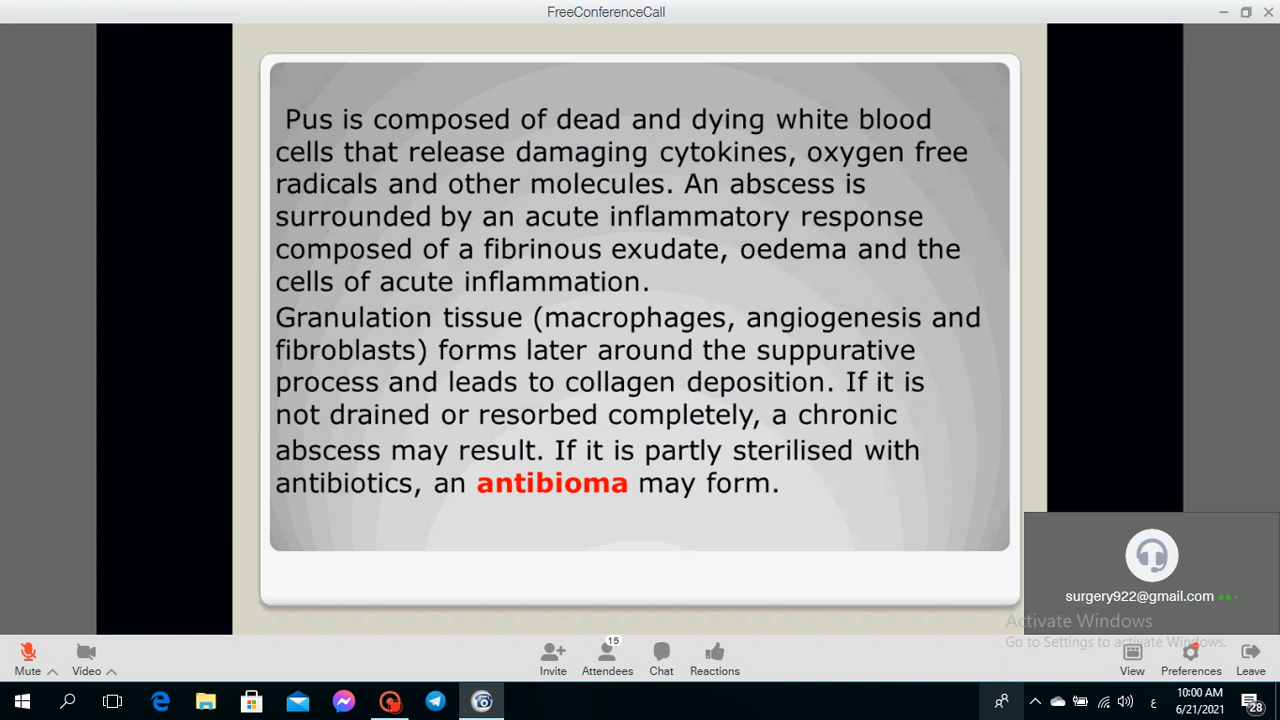 FreeConferenceCall
Pus is composed of dead and dying white blood
cells that release damaging cytokines, oxygen free
radicals and other molecules. An abscess is
surrounded by an acute inflammatory response
composed of a fibrinous exudate, oedema and the
cells of acute inflammation.
Granulation tissue (macrophages, angiogenesis and
fibroblasts) forms later around the suppurative
process and leads to collagen deposition. If it is
not drained or resorbed completely, a chronic
abscess may result. If it is partly sterilised with
antibiotics, an antibioma may form.
surgery922@gmail.com
Activate Windows
Go to Settings to activate Windows.
15
Mute
Video
Invite
Attendees
Chat
Reactions
View
Preferences
Leave
ع
10:00 AM
6/21/2021
28